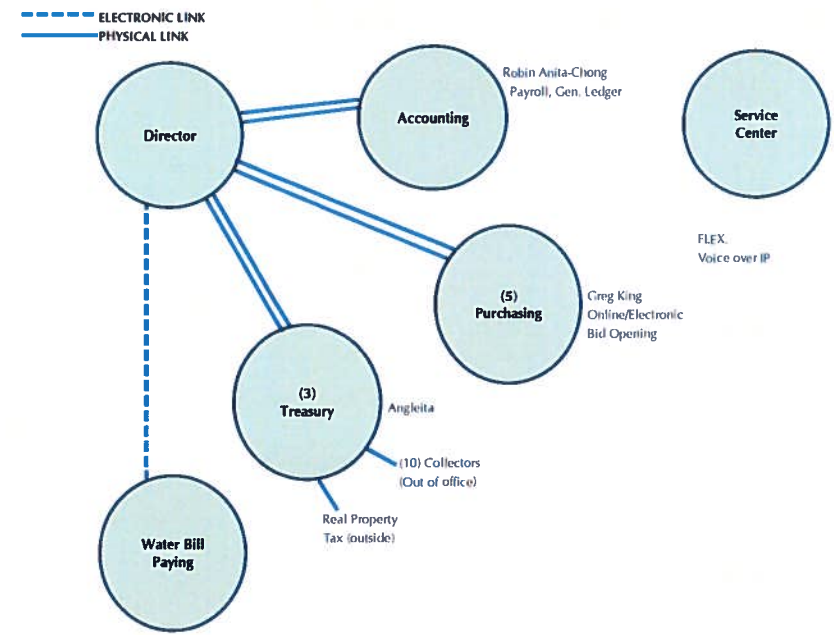 ELECTRONIC LINK
PHYSICAL LINK
Director
Accounting
Robin Anita-Chong
Payroll, Gen. Ledger
Service
Center
FLEX.
Voice over IP
(5)
Purchasing
Greg King
Online/Electronic
Bid Opening
(3)
Treasury
Angleita
(10) Collectors
(Out of office)
Real Property
Tax (outside)
Water Bill
Paying